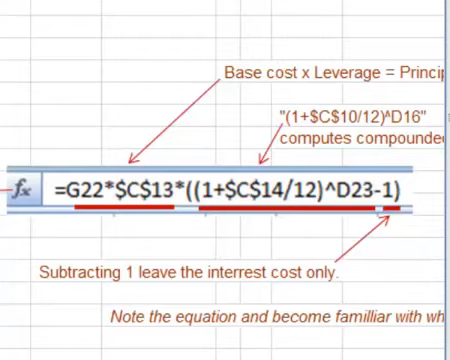 Base cost x Leverage = Princip
"(1+$C$10/12)^D16"
computes compounded
fx =G22*$C$13*((1+$C$14/12)^D23-1)
Subtracting 1 leave the interrest cost only.
Note the equation and become familliar with wh